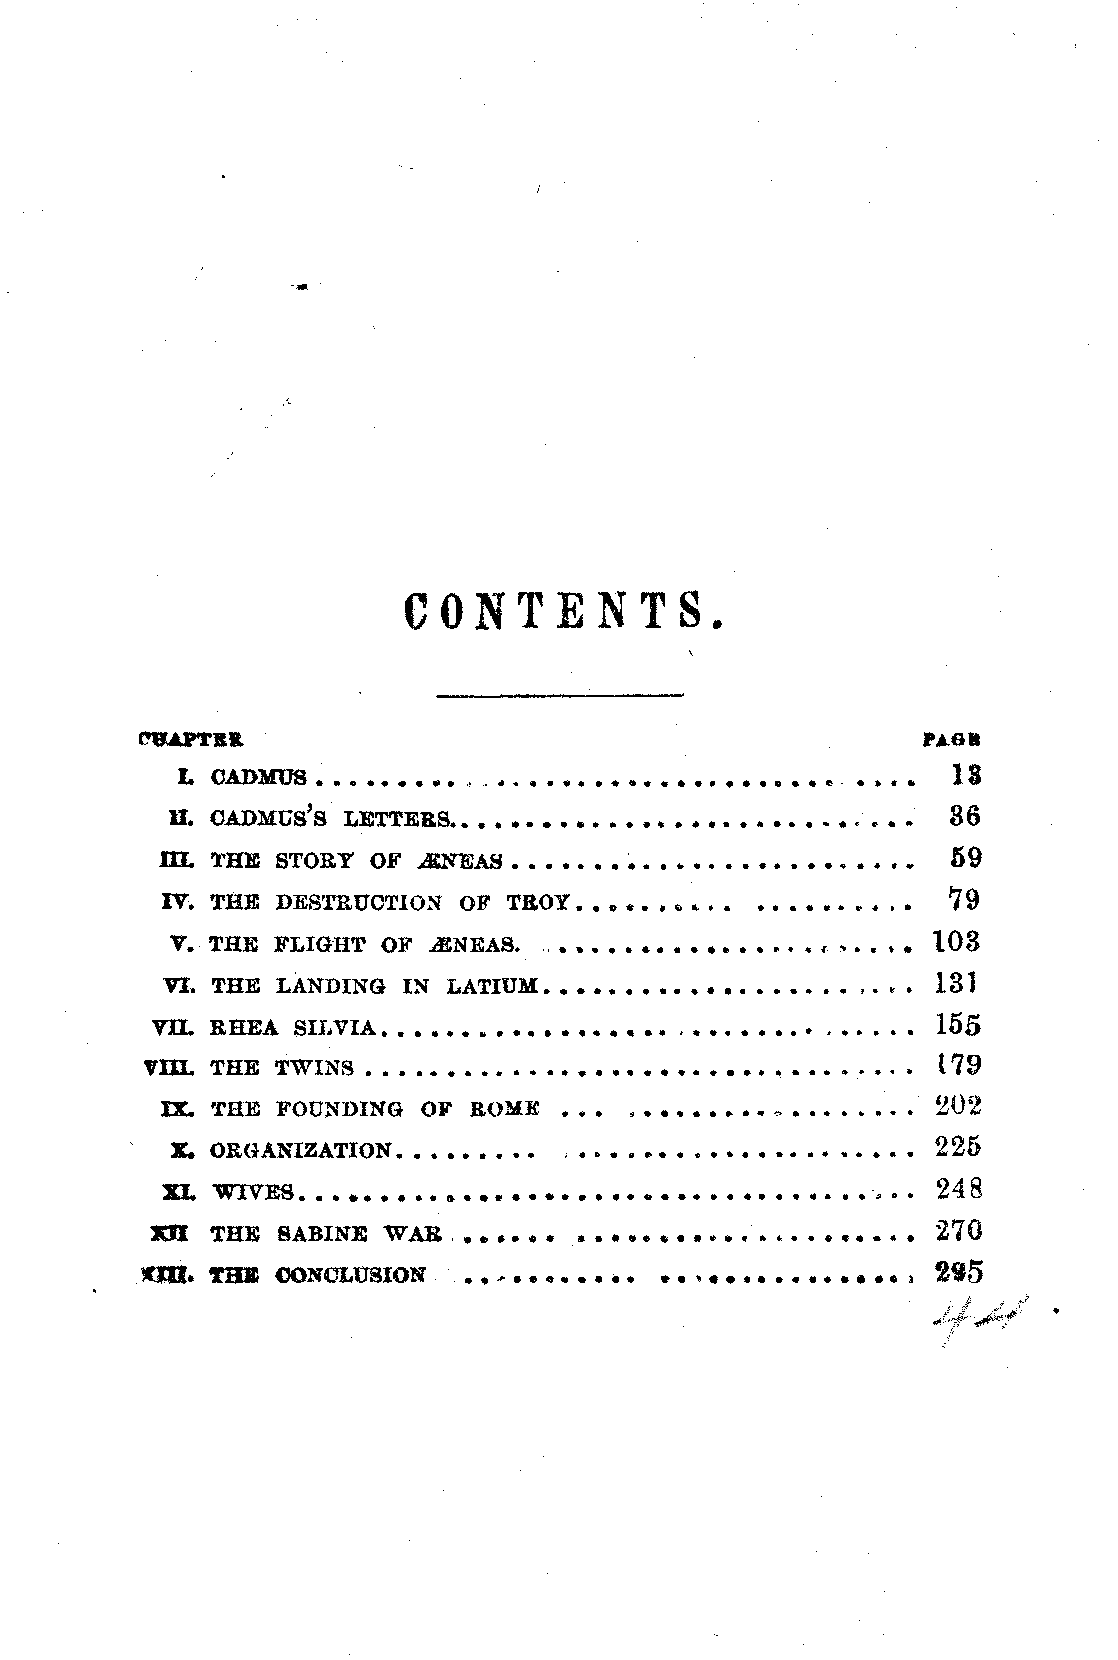 CONTENTS.
CHAPTER PAGE
I. CADMUS.................................... 13
II. CADMUS'S LETTERS............................ 36
III. THE STORY OF ÆNEAS......................... 59
IV. THE DESTRUCTION OF TROY.................... 79
V. THE FLIGHT OF ÆNEAS....................... 103
VI. THE LANDING IN LATIUM....................... 131
VII. RHEA SILVIA................................. 155
VIII. THE TWINS.................................. 179
IX. THE FOUNDING OF ROME ..................... 202
X. ORGANIZATION............................... 225
XI. WIVES...................................... 248
XII THE SABINE WAR........................... 270
XIII. THE CONCLUSION .......................... 295